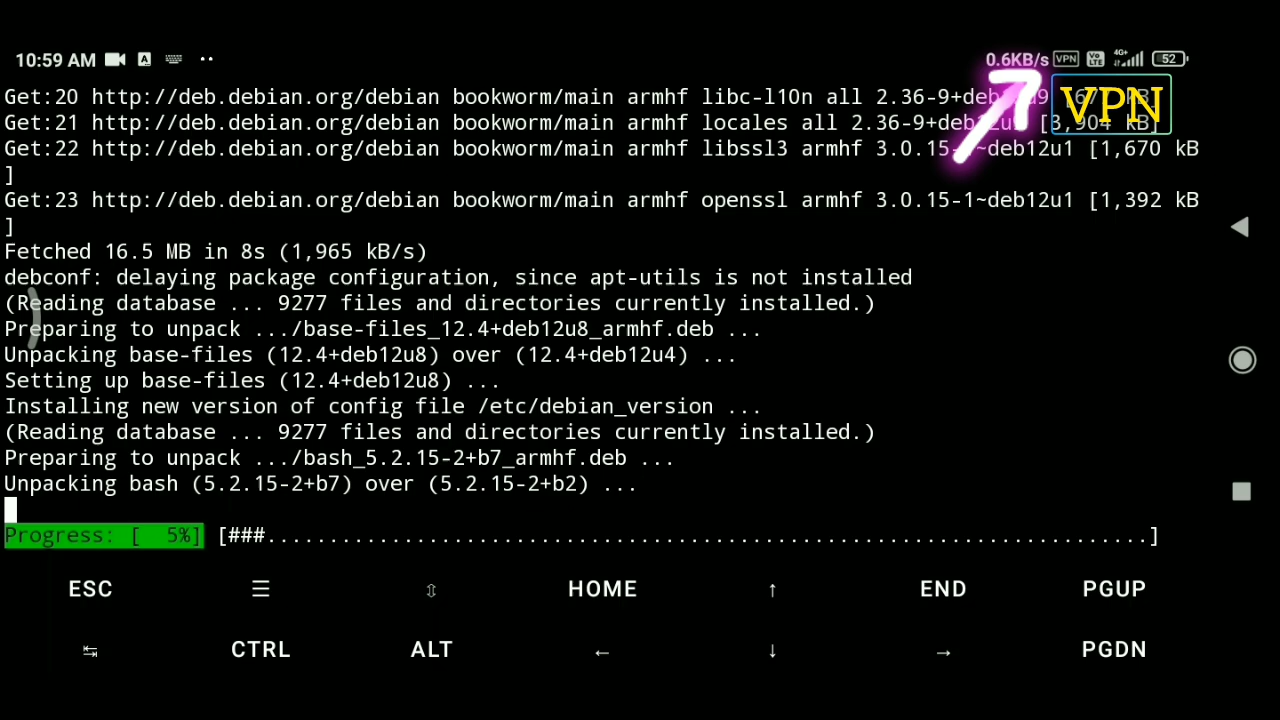 10:59 AM 0.6KB/s VPN Vo LTE 4G+ 52
VPN
Get:20 http://deb.debian.org/debian bookworm/main armhf libc-l10n all 2.36-9+deb
Get:21 http://deb.debian.org/debian bookworm/main armhf locales all 2.36-9+deb12u9 [3,904 kB]
Get:22 http://deb.debian.org/debian bookworm/main armhf libssl3 armhf 3.0.15-1~deb12u1 [1,670 kB
]
Get:23 http://deb.debian.org/debian bookworm/main armhf openssl armhf 3.0.15-1~deb12u1 [1,392 kB
]
Fetched 16.5 MB in 8s (1,965 kB/s)
debconf: delaying package configuration, since apt-utils is not installed
(Reading database ... 9277 files and directories currently installed.)
Preparing to unpack .../base-files_12.4+deb12u8_armhf.deb ...
Unpacking base-files (12.4+deb12u8) over (12.4+deb12u4) ...
Setting up base-files (12.4+deb12u8) ...
Installing new version of config file /etc/debian_version ...
(Reading database ... 9277 files and directories currently installed.)
Preparing to unpack .../bash_5.2.15-2+b7_armhf.deb ...
Unpacking bash (5.2.15-2+b7) over (5.2.15-2+b2) ...
Progress: [  5%] [###.......................................................................]
ESC ☰ ⇳ HOME ↑ END PGUP
↹ CTRL ALT ← ↓ → PGDN